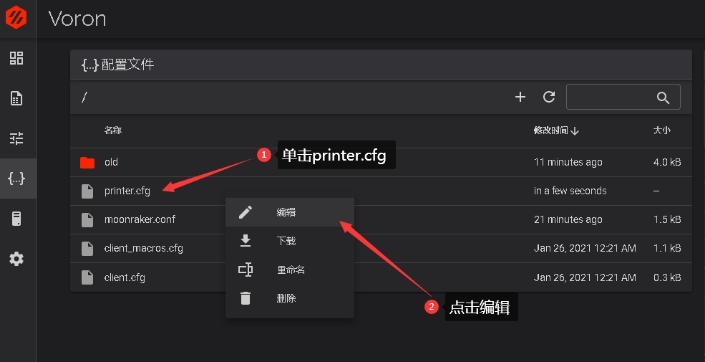 Voron
{...} 配置文件
/
名称 修改时间 大小
old 11 minutes ago 4.0 kB
1 单击printer.cfg
printer.cfg in a few seconds –
编辑
moonraker.conf 21 minutes ago 1.5 kB
下载
client_macros.cfg Jan 26, 2021 12:21 AM 1.1 kB
重命名
client.cfg Jan 26, 2021 12:21 AM 0.3 kB
删除
2 点击编辑
{...}